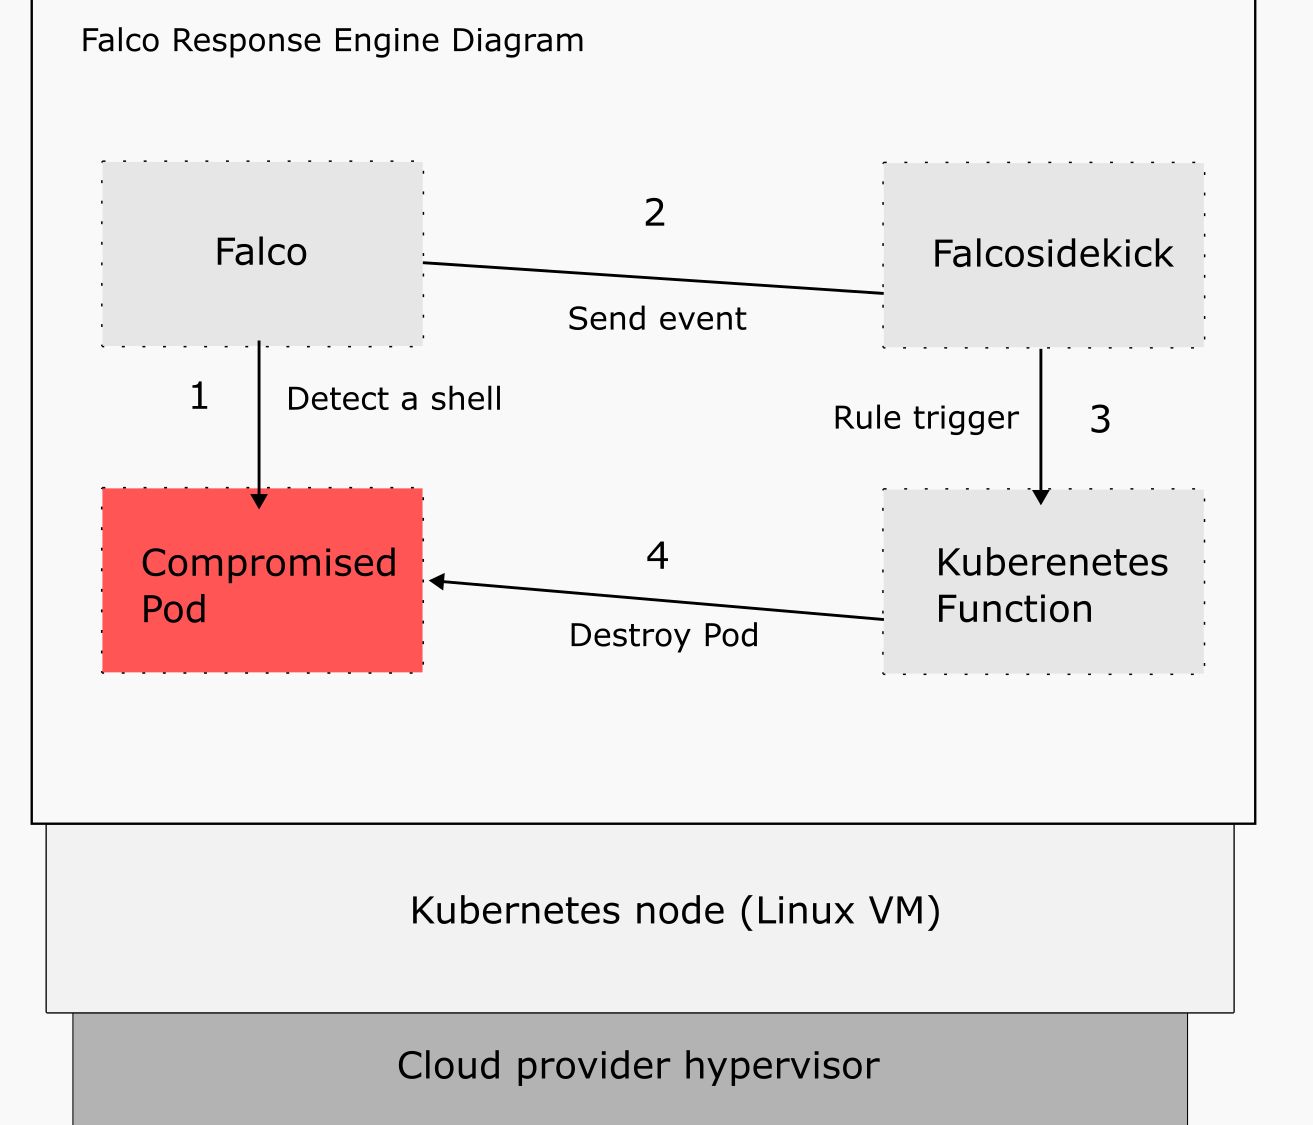 Falco Response Engine Diagram
2
Falco
Falcosidekick
Send event
1
Detect a shell
Rule trigger
3
4
Compromised
Pod
Kuberenetes
Function
Destroy Pod
Kubernetes node (Linux VM)
Cloud provider hypervisor